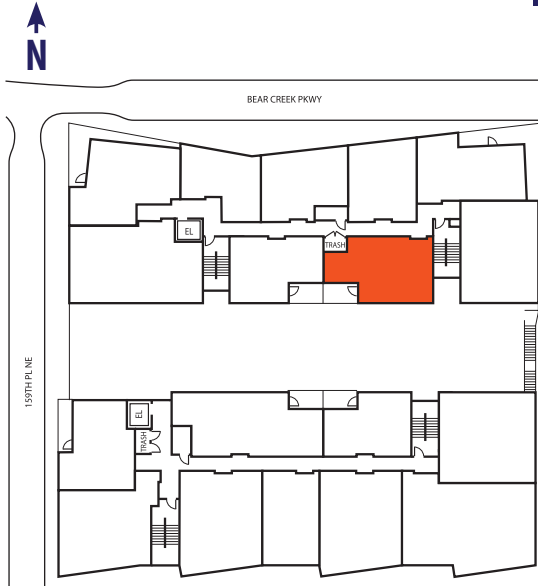 N
BEAR CREEK PKWY
EL
TRASH
159TH PL NE
EL
TRASH